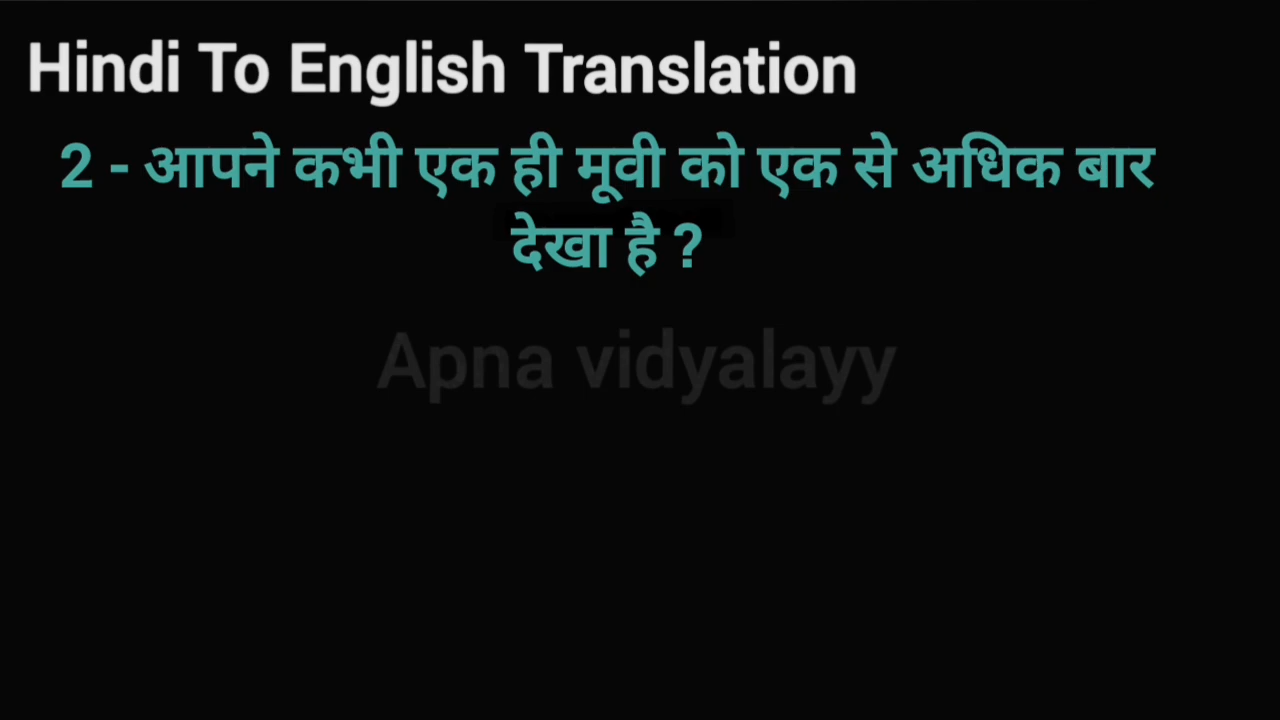 Hindi To English Translation
2 - आपने कभी एक ही मूवी को एक से अधिक बार
देखा है ?
Apna vidyalayy